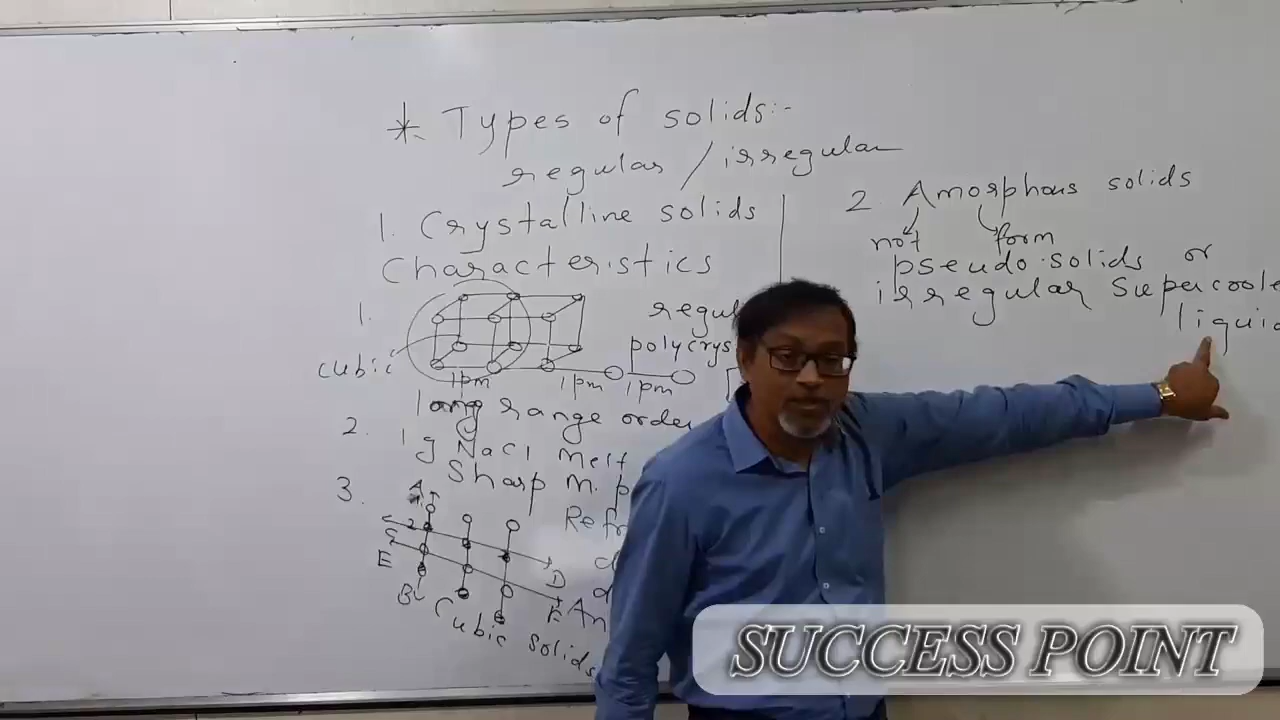 * Types of solids:-
regular / irregular
1. Crystalline solids
Characteristics
1.
regul
cubic
polycrys
1pm 1pm 1pm
long range order
2. 1g NaCl Melt
Sharp m.p
3.
A
Refr
C
E
D
B
F
An
Cubic solids
2. Amorphous solids
not form
pseudo solids or
irregular Supercoole
liquid
SUCCESS POINT